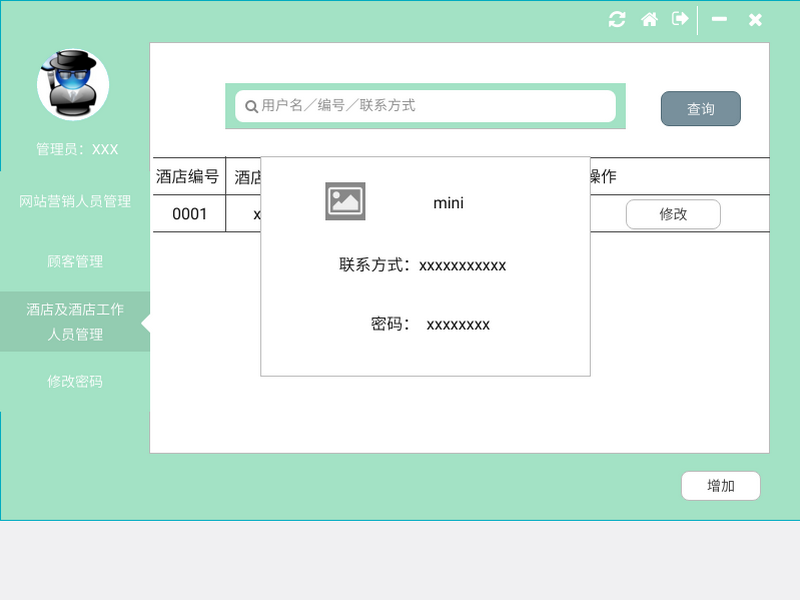 用户名／编号／联系方式
查询
管理员：XXX
网站营销人员管理
顾客管理
酒店及酒店工作
人员管理
修改密码
酒店编号
酒店
操作
0001
x
修改
mini
联系方式：xxxxxxxxxxx
密码： xxxxxxxx
增加